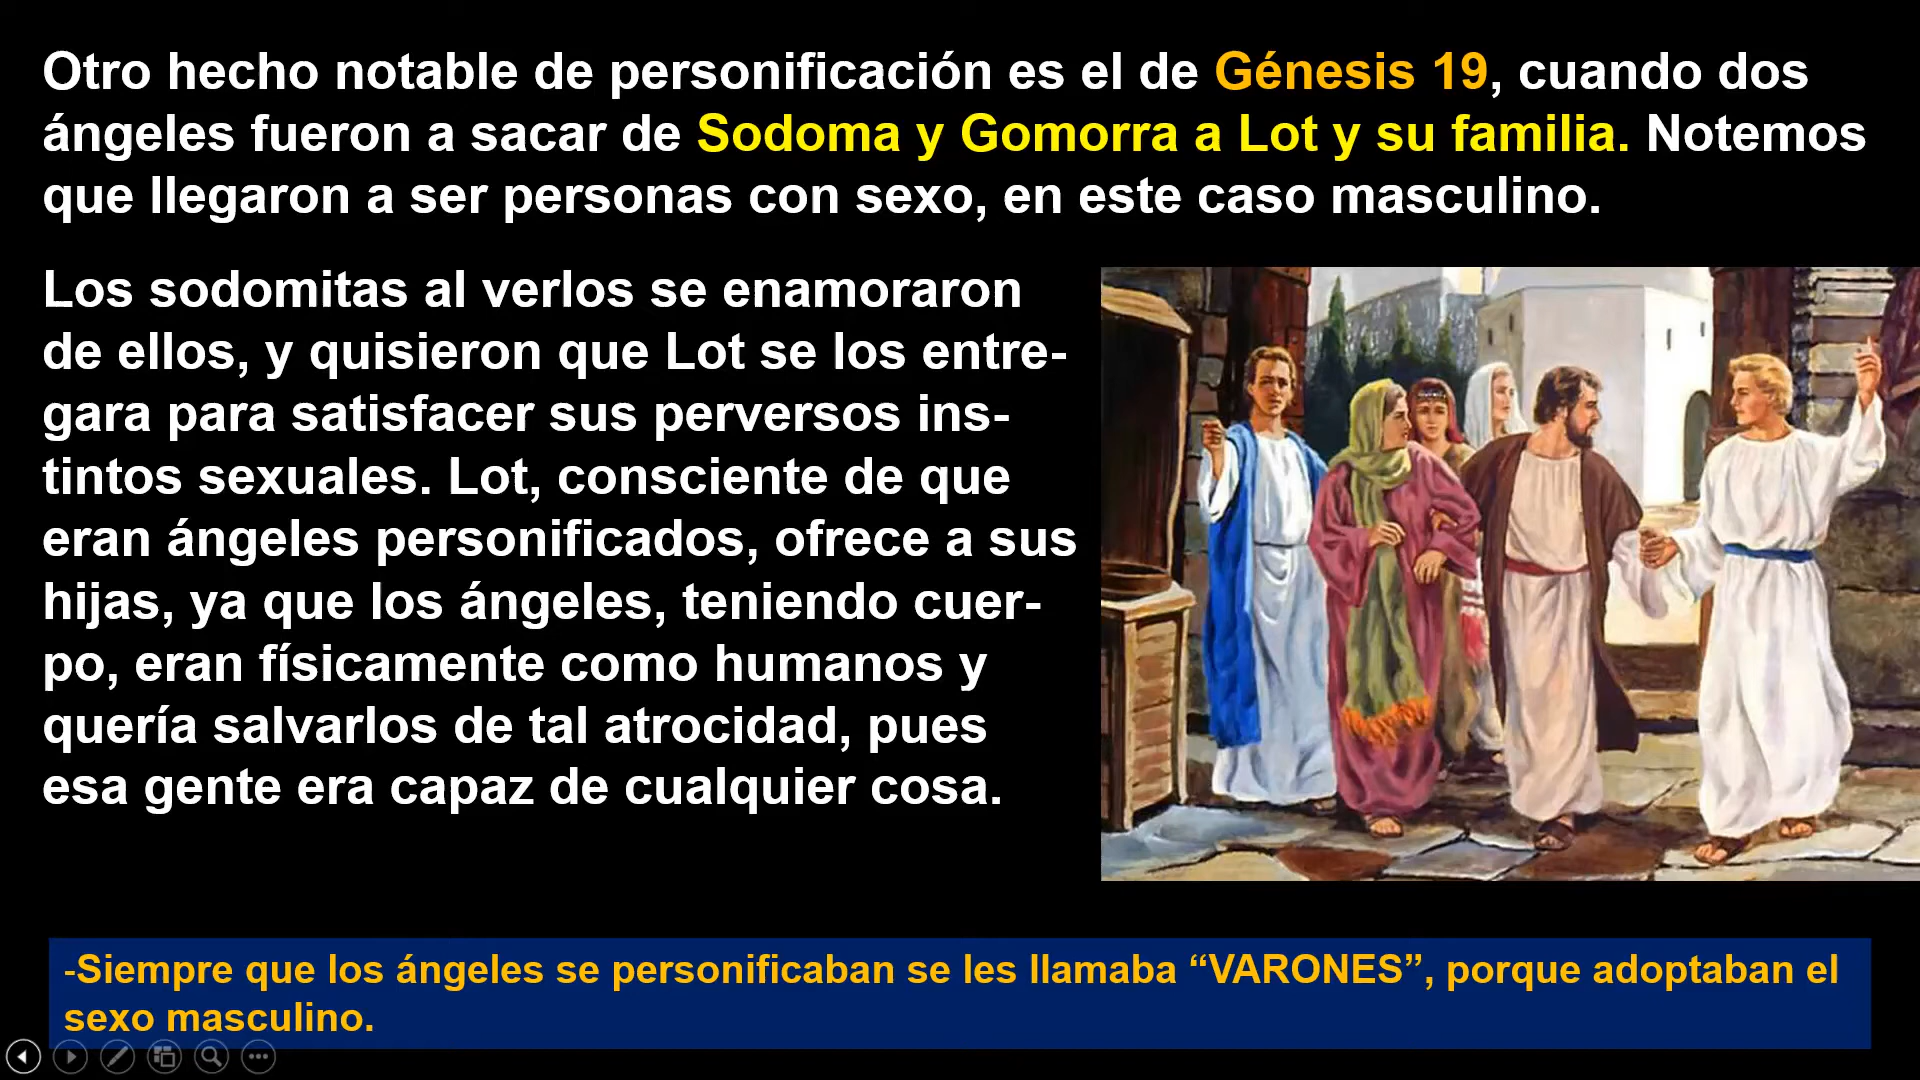 Otro hecho notable de personificación es el de Génesis 19, cuando dos
ángeles fueron a sacar de Sodoma y Gomorra a Lot y su familia. Notemos
que llegaron a ser personas con sexo, en este caso masculino.
Los sodomitas al verlos se enamoraron
de ellos, y quisieron que Lot se los entre-
gara para satisfacer sus perversos ins-
tintos sexuales. Lot, consciente de que
eran ángeles personificados, ofrece a sus
hijas, ya que los ángeles, teniendo cuer-
po, eran físicamente como humanos y
quería salvarlos de tal atrocidad, pues
esa gente era capaz de cualquier cosa.
-Siempre que los ángeles se personificaban se les llamaba “VARONES”, porque adoptaban el
sexo masculino.